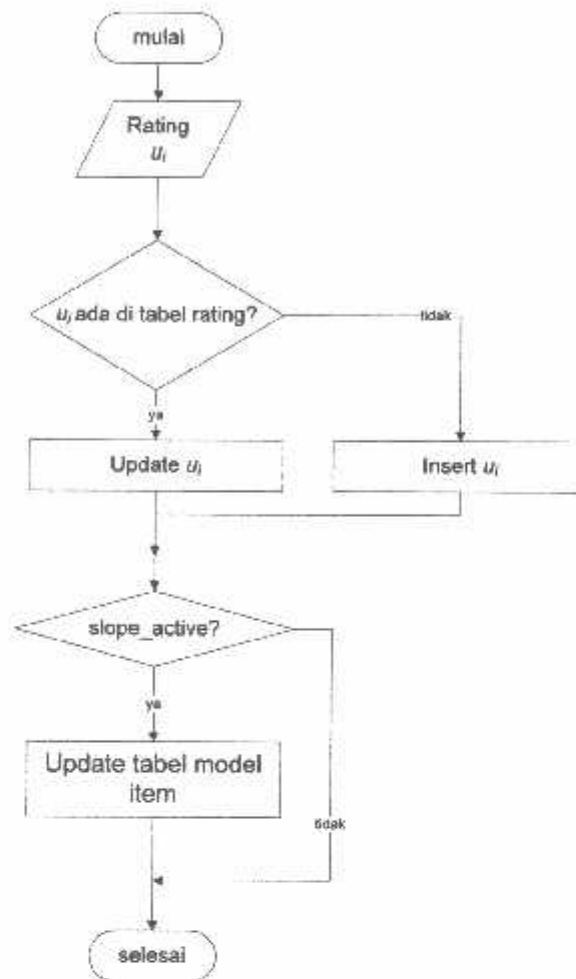 mulai
Rating
uᵢ
uᵢ ada di tabel rating?
tidak
ya
Update uᵢ
Insert uᵢ
slope_active?
ya
Update tabel model
item
tidak
selesai